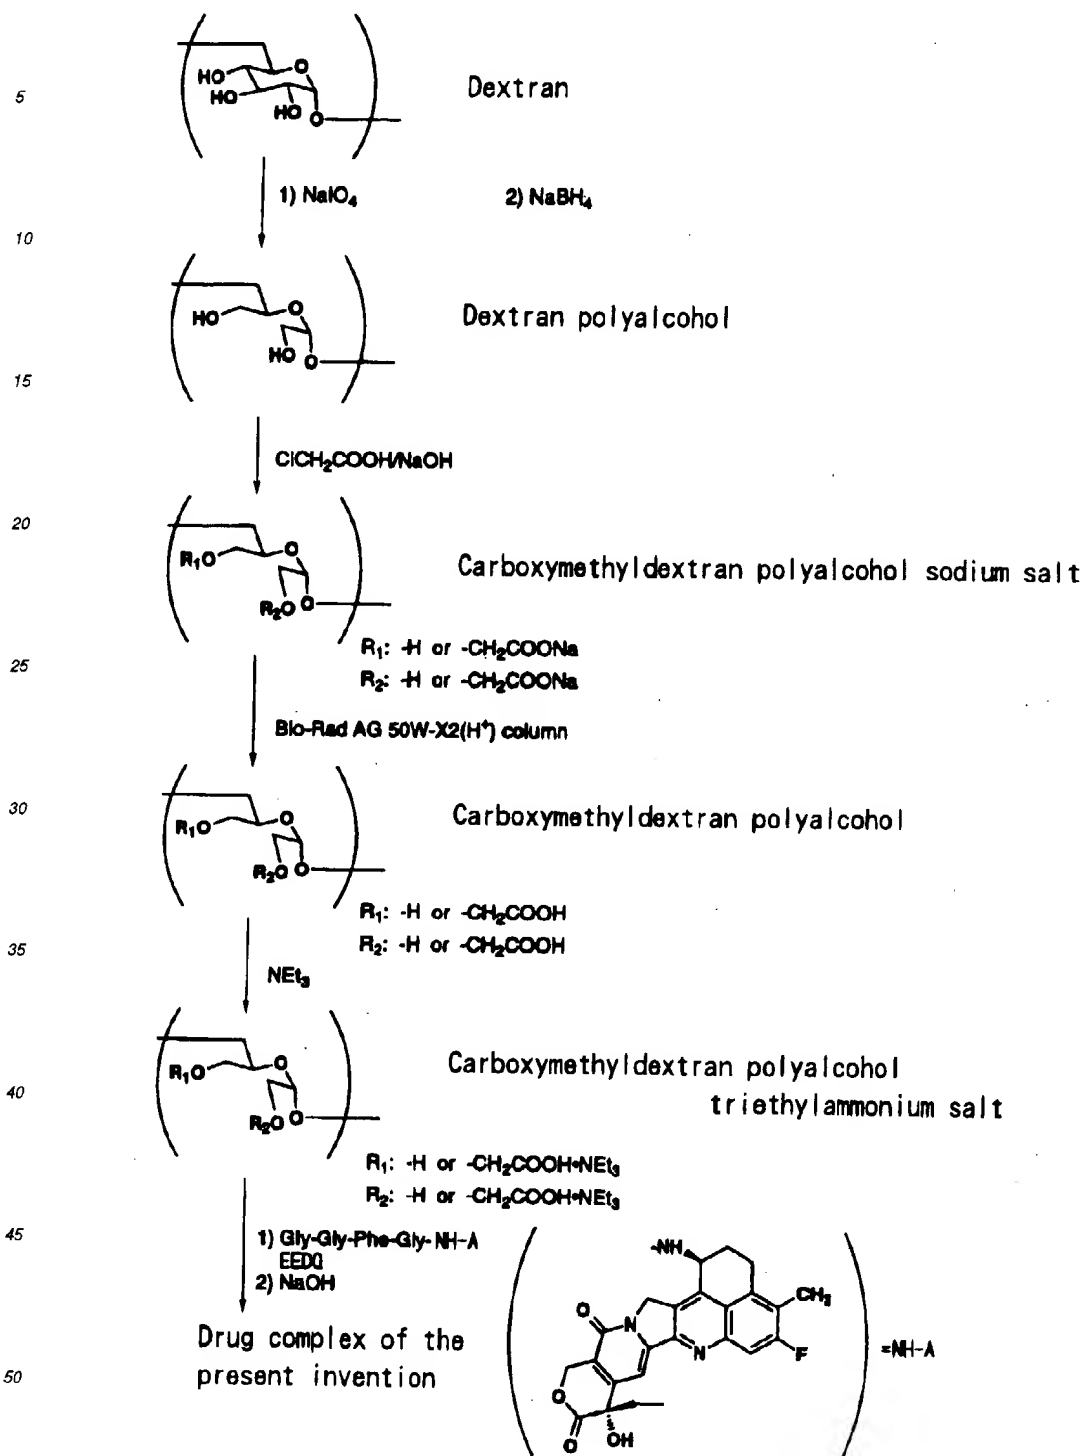 O
HO
HO
HO
O
5
Dextran
1) NaIO₄ 2) NaBH₄
10
HO
O
HO
O
Dextran polyalcohol
15
ClCH₂COOH/NaOH
20
R₁O
O
R₂O
O
Carboxymethyldextran polyalcohol sodium salt
R₁: -H or -CH₂COONa
25
R₂: -H or -CH₂COONa
Bio-Rad AG 50W-X2(H⁺) column
30
R₁O
O
R₂O
O
Carboxymethyldextran polyalcohol
R₁: -H or -CH₂COOH
35
R₂: -H or -CH₂COOH
NEt₃
R₁O
O
R₂O
O
Carboxymethyldextran polyalcohol
40
triethylammonium salt
R₁: -H or -CH₂COOH•NEt₃
R₂: -H or -CH₂COOH•NEt₃
45
1) Gly-Gly-Phe-Gly-NH-A
EEDQ
2) NaOH
Drug complex of the
50
present invention
-NH
CH₃
O
N
N
F
O
O
OH
=NH-A